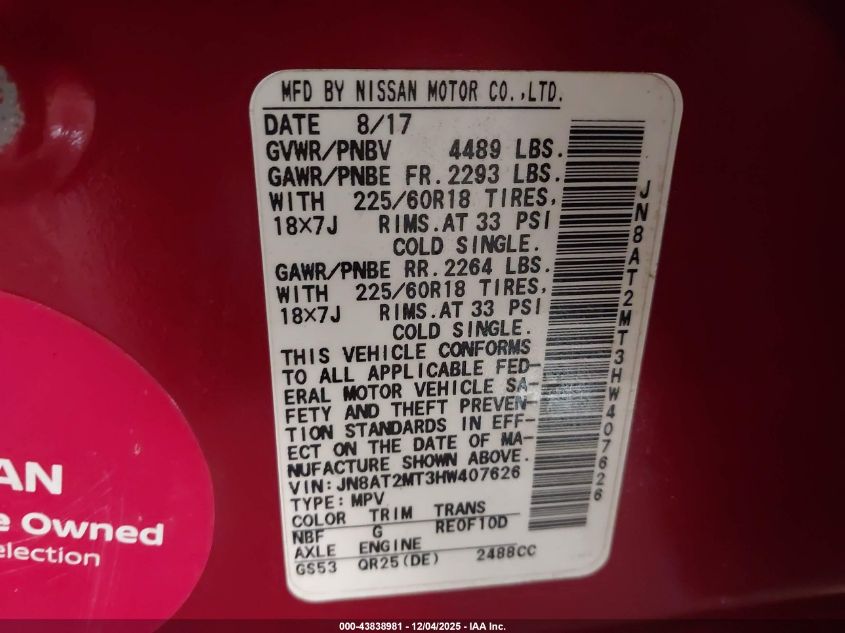 MFD BY NISSAN MOTOR CO.,LTD.
DATE 8/17
GVWR/PNBV 4489 LBS.
GAWR/PNBE FR. 2293 LBS.
WITH 225/60R18 TIRES,
18X7J RIMS. AT 33 PSI
COLD SINGLE.
GAWR/PNBE RR. 2264 LBS.
WITH 225/60R18 TIRES,
18X7J RIMS. AT 33 PSI
COLD SINGLE.
THIS VEHICLE CONFORMS
TO ALL APPLICABLE FED-
ERAL MOTOR VEHICLE SA-
FETY AND THEFT PREVEN-
TION STANDARDS IN EFF-
ECT ON THE DATE OF MA-
NUFACTURE SHOWN ABOVE.
VIN: JN8AT2MT3HW407626
TYPE: MPV
COLOR TRIM TRANS
NBF G RE0F10D
AXLE ENGINE
GS53 QR25(DE) 2488CC
JN8AT2MT3HW407626
AN
e Owned
election
000-43838981 - 12/04/2025 - IAA Inc.